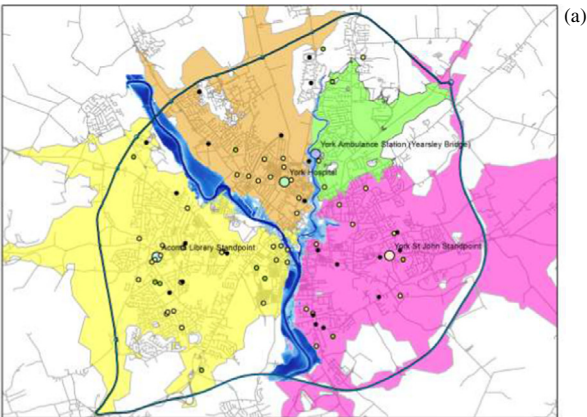 (a)
York Ambulance Station (Yearsley Bridge)
York Hospital
Acomb Library Standpoint
York St John Standpoint